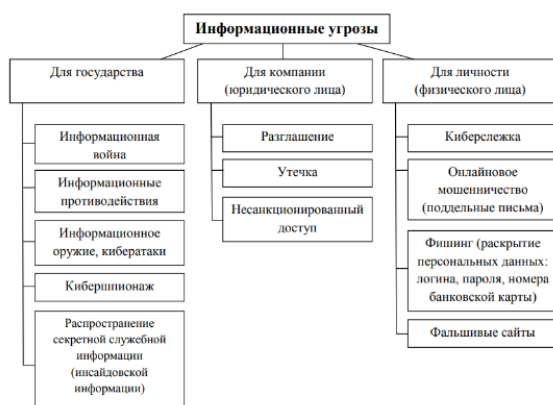 Информационные угрозы
Для государства
Информационная
война
Информационные
противодействия
Информационное
оружие, кибератаки
Кибершпионаж
Распространение
секретной служебной
информации
(инсайдовской
информации)
Для компании
(юридического лица)
Разглашение
Утечка
Несанкционированный
доступ
Для личности
(физического лица)
Киберслежка
Онлайновое
мошенничество
(поддельные письма)
Фишинг (раскрытие
персональных данных:
логина, пароля, номера
банковской карты)
Фальшивые сайты